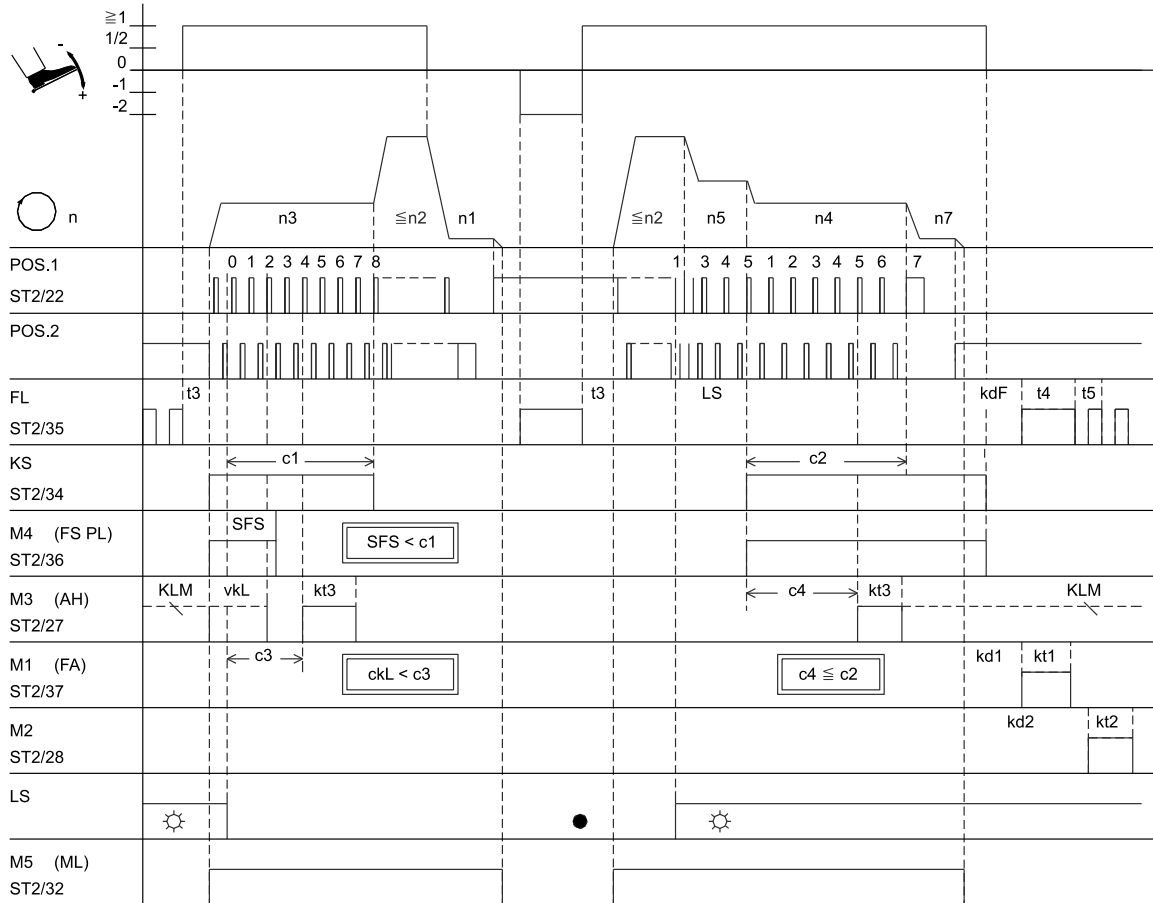 ≧1
1/2
0
-1
-2
-
+
n
n3
≦n2
n1
≦n2
n5
n4
n7
POS.1
ST2/22
0 1 2 3 4 5 6 7 8
1 3 4 5 1 2 3 4 5 6 7
POS.2
FL
ST2/35
t3
t3
LS
kdF
t4
t5
KS
ST2/34
c1
c2
M4 (FS PL)
ST2/36
SFS
SFS < c1
M3 (AH)
ST2/27
KLM
vkL
kt3
c4
kt3
KLM
M1 (FA)
ST2/37
c3
ckL < c3
c4 ≦ c2
kd1
kt1
M2
ST2/28
kd2
kt2
LS
M5 (ML)
ST2/32